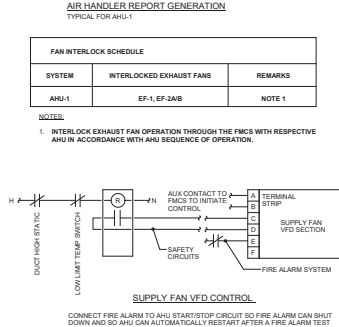 AIR HANDLER REPORT GENERATION
TYPICAL FOR AHU-1
FAN INTERLOCK SCHEDULE
SYSTEM INTERLOCKED EXHAUST FANS REMARKS
AHU-1 EF-1, EF-2A/B NOTE 1
NOTES:
1. INTERLOCK EXHAUST FAN OPERATION THROUGH THE FMCS WITH RESPECTIVE
AHU IN ACCORDANCE WITH AHU SEQUENCE OF OPERATION.
H
R
N
DUCT HIGH STATIC
LOW LIMIT TEMP SWITCH
AUX CONTACT TO
FMCS TO INITIATE
CONTROL
SAFETY
CIRCUITS
A
B
C
D
E
F
TERMINAL
STRIP
SUPPLY FAN
VFD SECTION
FIRE ALARM SYSTEM
SUPPLY FAN VFD CONTROL
CONNECT FIRE ALARM TO AHU START/STOP CIRCUIT SO FIRE ALARM CAN SHUT
DOWN AND SO AHU CAN AUTOMATICALLY RESTART AFTER A FIRE ALARM TEST